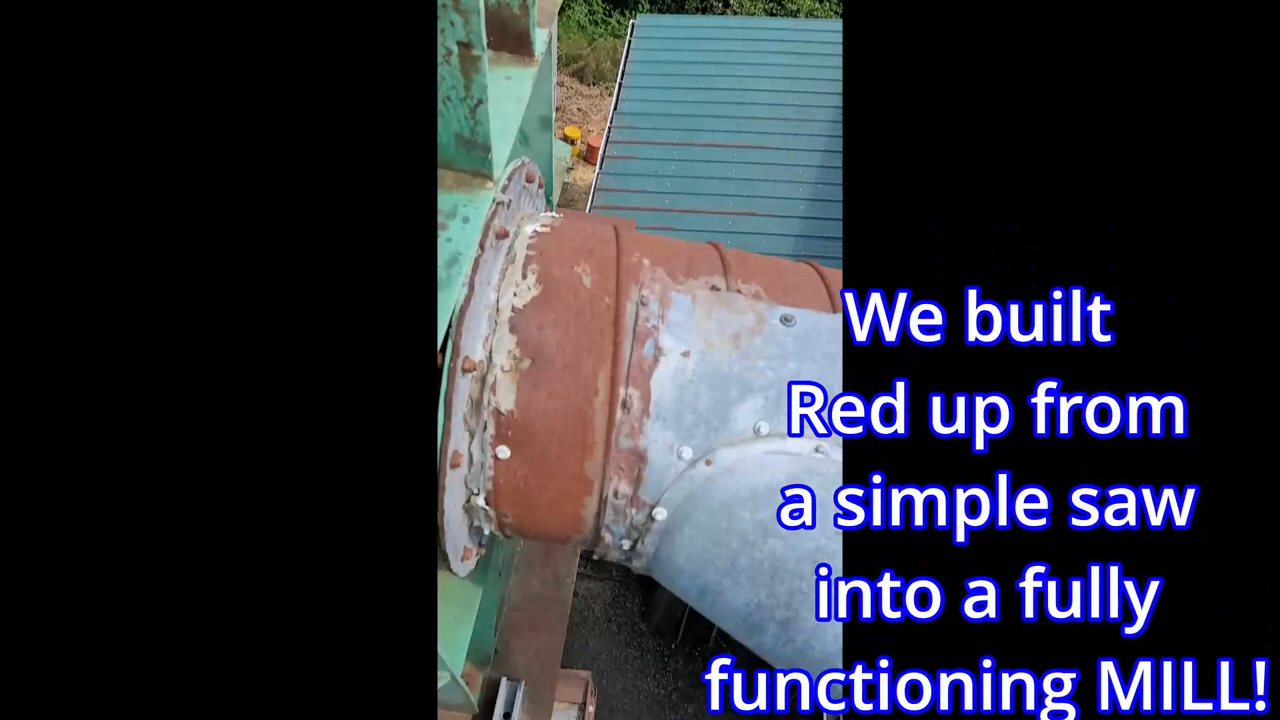 We built
Red up from
a simple saw
into a fully
functioning MILL!